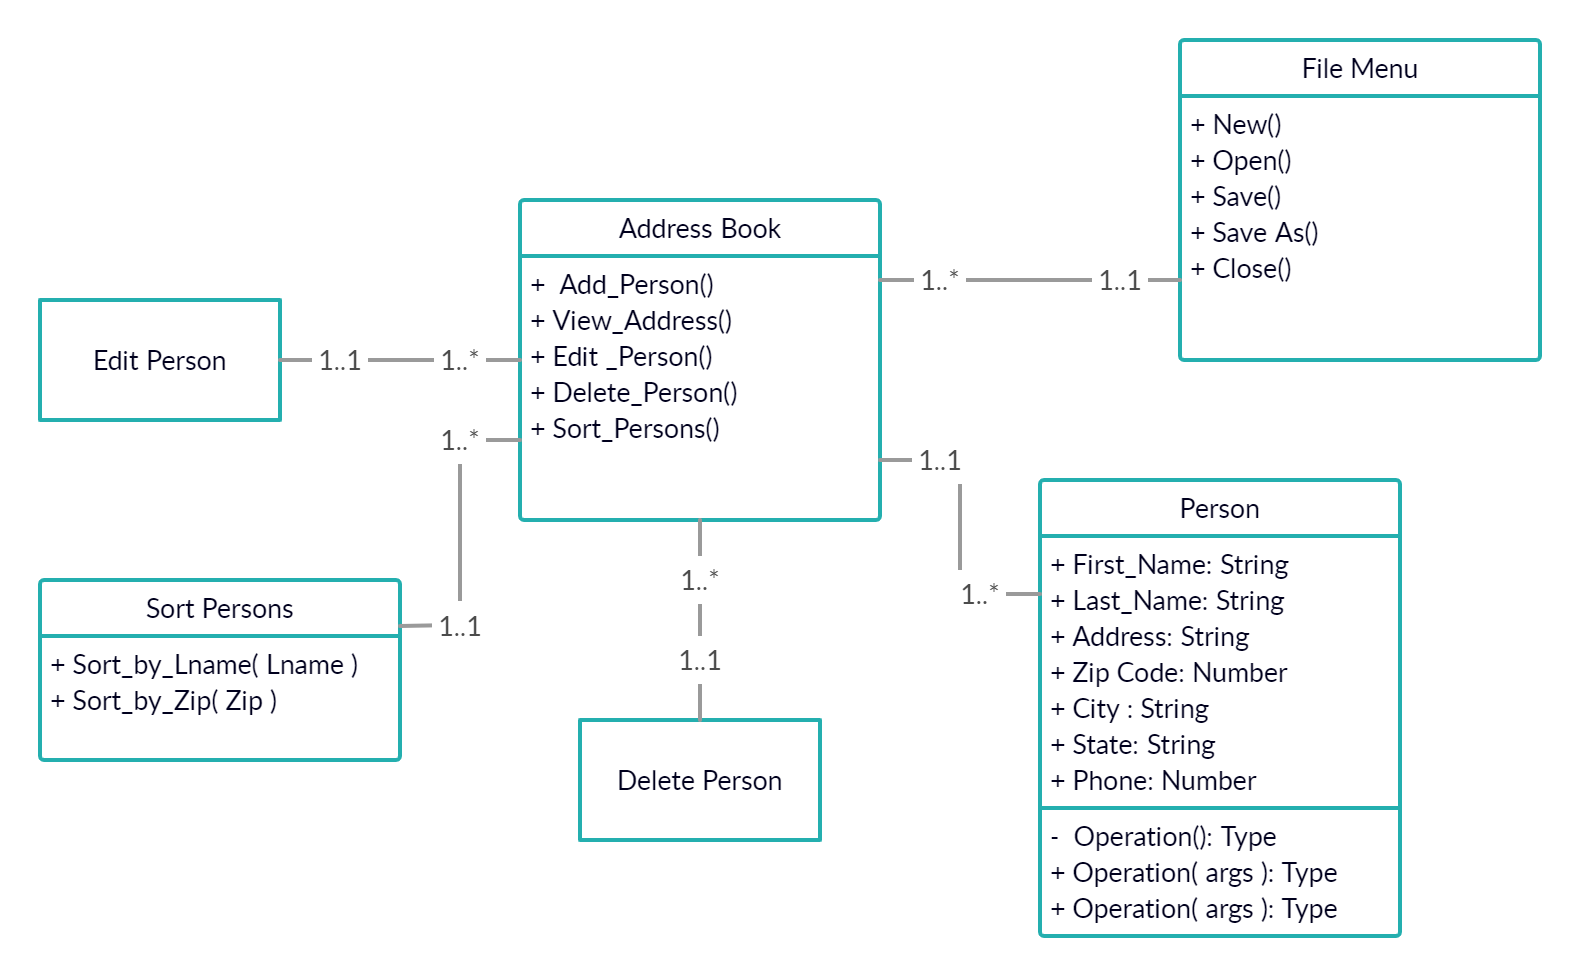 File Menu
+ New()
+ Open()
+ Save()
+ Save As()
+ Close()
Address Book
+  Add_Person()
+ View_Address()
+ Edit _Person()
+ Delete_Person()
+ Sort_Persons()
1..* 1..1
Edit Person
1..1 1..*
1..*
1..1
1..*
1..*
1..1
1..1
Sort Persons
+ Sort_by_Lname( Lname )
+ Sort_by_Zip( Zip )
Delete Person
Person
+ First_Name: String
+ Last_Name: String
+ Address: String
+ Zip Code: Number
+ City : String
+ State: String
+ Phone: Number
-  Operation(): Type
+ Operation( args ): Type
+ Operation( args ): Type